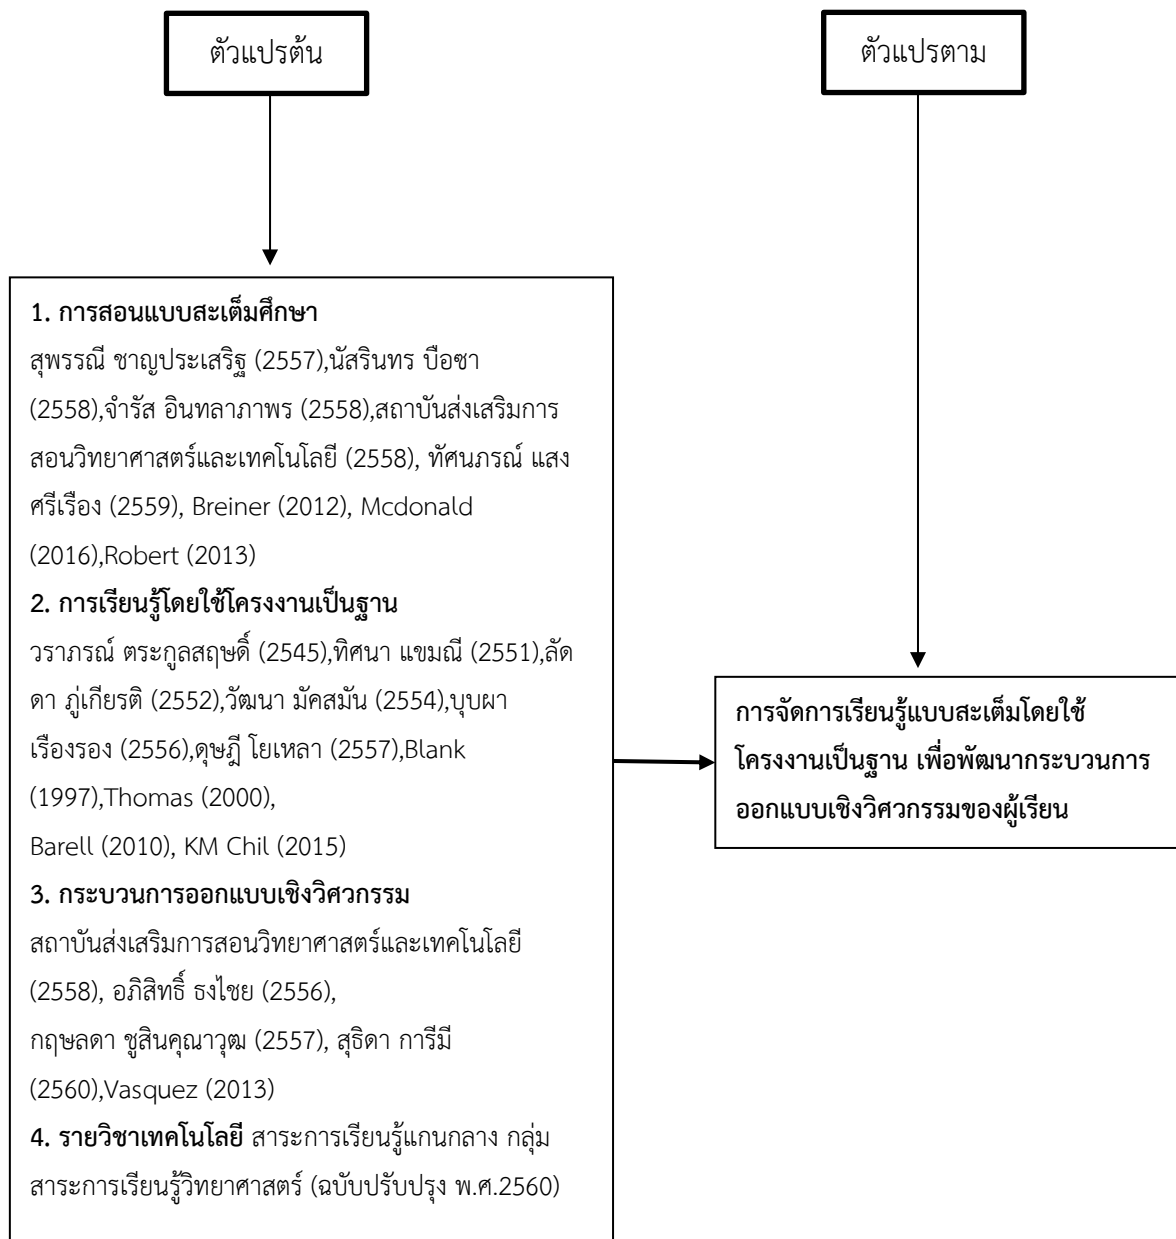 ตัวแปรต้น
ตัวแปรตาม
1. การสอนแบบสะเต็มศึกษา
สุพรรณี ชาญประเสริฐ (2557),นัสรินทร บือซา
(2558),จำรัส อินทลาภาพร (2558),สถาบันส่งเสริมการ
สอนวิทยาศาสตร์และเทคโนโลยี (2558), ทัศนภรณ์ แสง
ศรีเรือง (2559), Breiner (2012), Mcdonald
(2016),Robert (2013)
2. การเรียนรู้โดยใช้โครงงานเป็นฐาน
วราภรณ์ ตระกูลสฤษดิ์ (2545),ทิศนา แขมณี (2551),ลัด
ดา ภู่เกียรติ (2552),วัฒนา มัคสมัน (2554),บุบผา
เรืองรอง (2556),ดุษฎี โยเหลา (2557),Blank
(1997),Thomas (2000),
Barell (2010), KM Chil (2015)
3. กระบวนการออกแบบเชิงวิศวกรรม
สถาบันส่งเสริมการสอนวิทยาศาสตร์และเทคโนโลยี
(2558), อภิสิทธิ์ ธงไชย (2556),
กฤษลดา ชูสินคุณาวุฒ (2557), สุธิดา การีมี
(2560),Vasquez (2013)
4. รายวิชาเทคโนโลยี สาระการเรียนรู้แกนกลาง กลุ่ม
สาระการเรียนรู้วิทยาศาสตร์ (ฉบับปรับปรุง พ.ศ.2560)
การจัดการเรียนรู้แบบสะเต็มโดยใช้
โครงงานเป็นฐาน เพื่อพัฒนากระบวนการ
ออกแบบเชิงวิศวกรรมของผู้เรียน